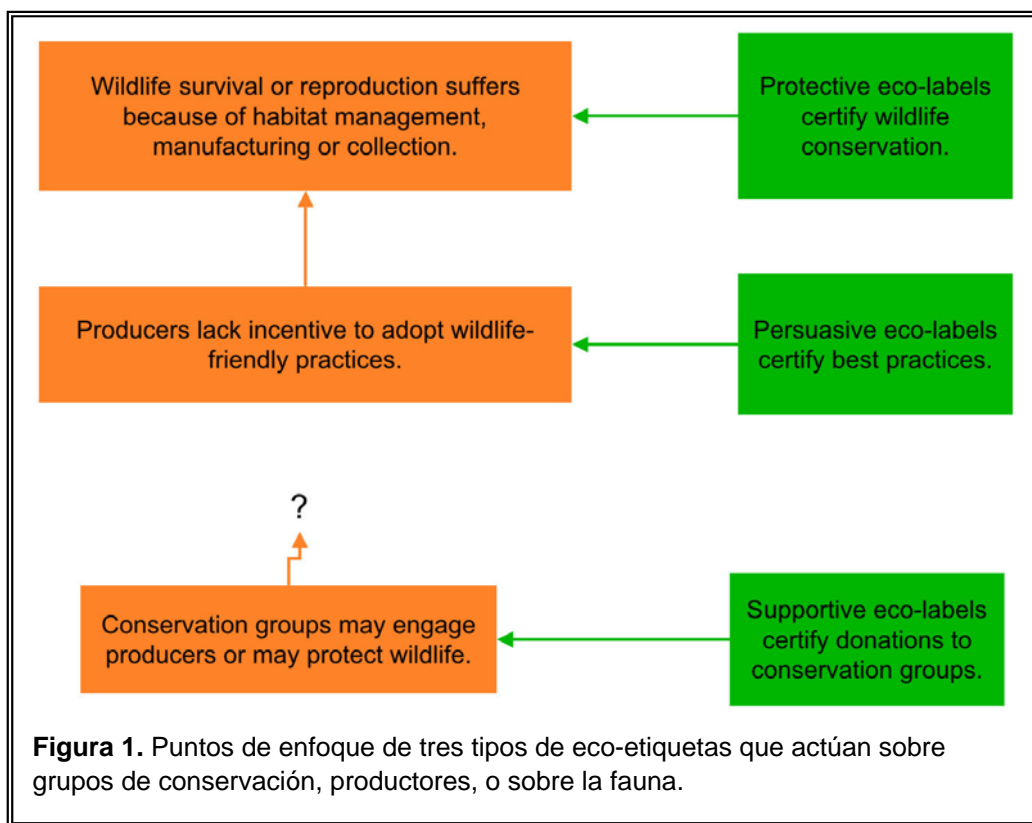 Wildlife survival or reproduction suffers
because of habitat management,
manufacturing or collection.
Protective eco-labels
certify wildlife
conservation.
Producers lack incentive to adopt wildlife-
friendly practices.
Persuasive eco-labels
certify best practices.
?
Conservation groups may engage
producers or may protect wildlife.
Supportive eco-labels
certify donations to
conservation groups.
Figura 1. Puntos de enfoque de tres tipos de eco-etiquetas que actúan sobre
grupos de conservación, productores, o sobre la fauna.